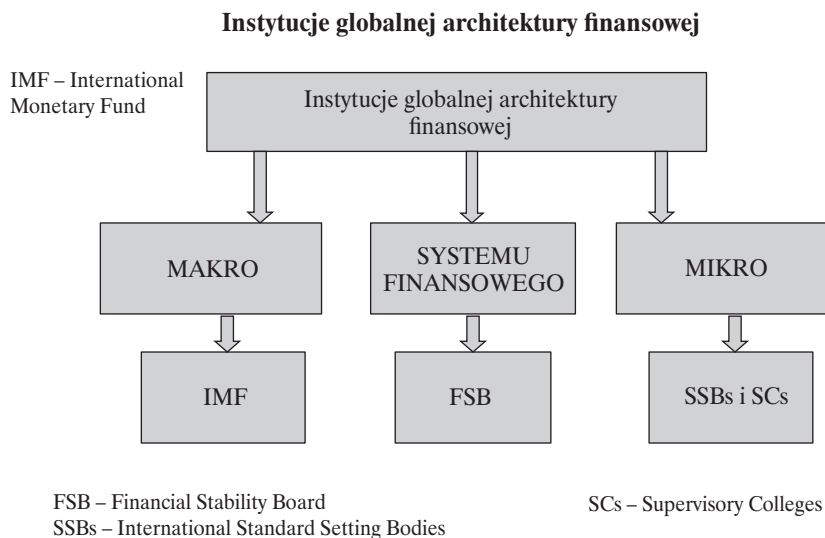 Instytucje globalnej architektury finansowej
IMF – International
Monetary Fund
Instytucje globalnej architektury
finansowej
MAKRO
SYSTEMU
FINANSOWEGO
MIKRO
IMF
FSB
SSBs i SCs
FSB – Financial Stability Board
SCs – Supervisory Colleges
SSBs – International Standard Setting Bodies